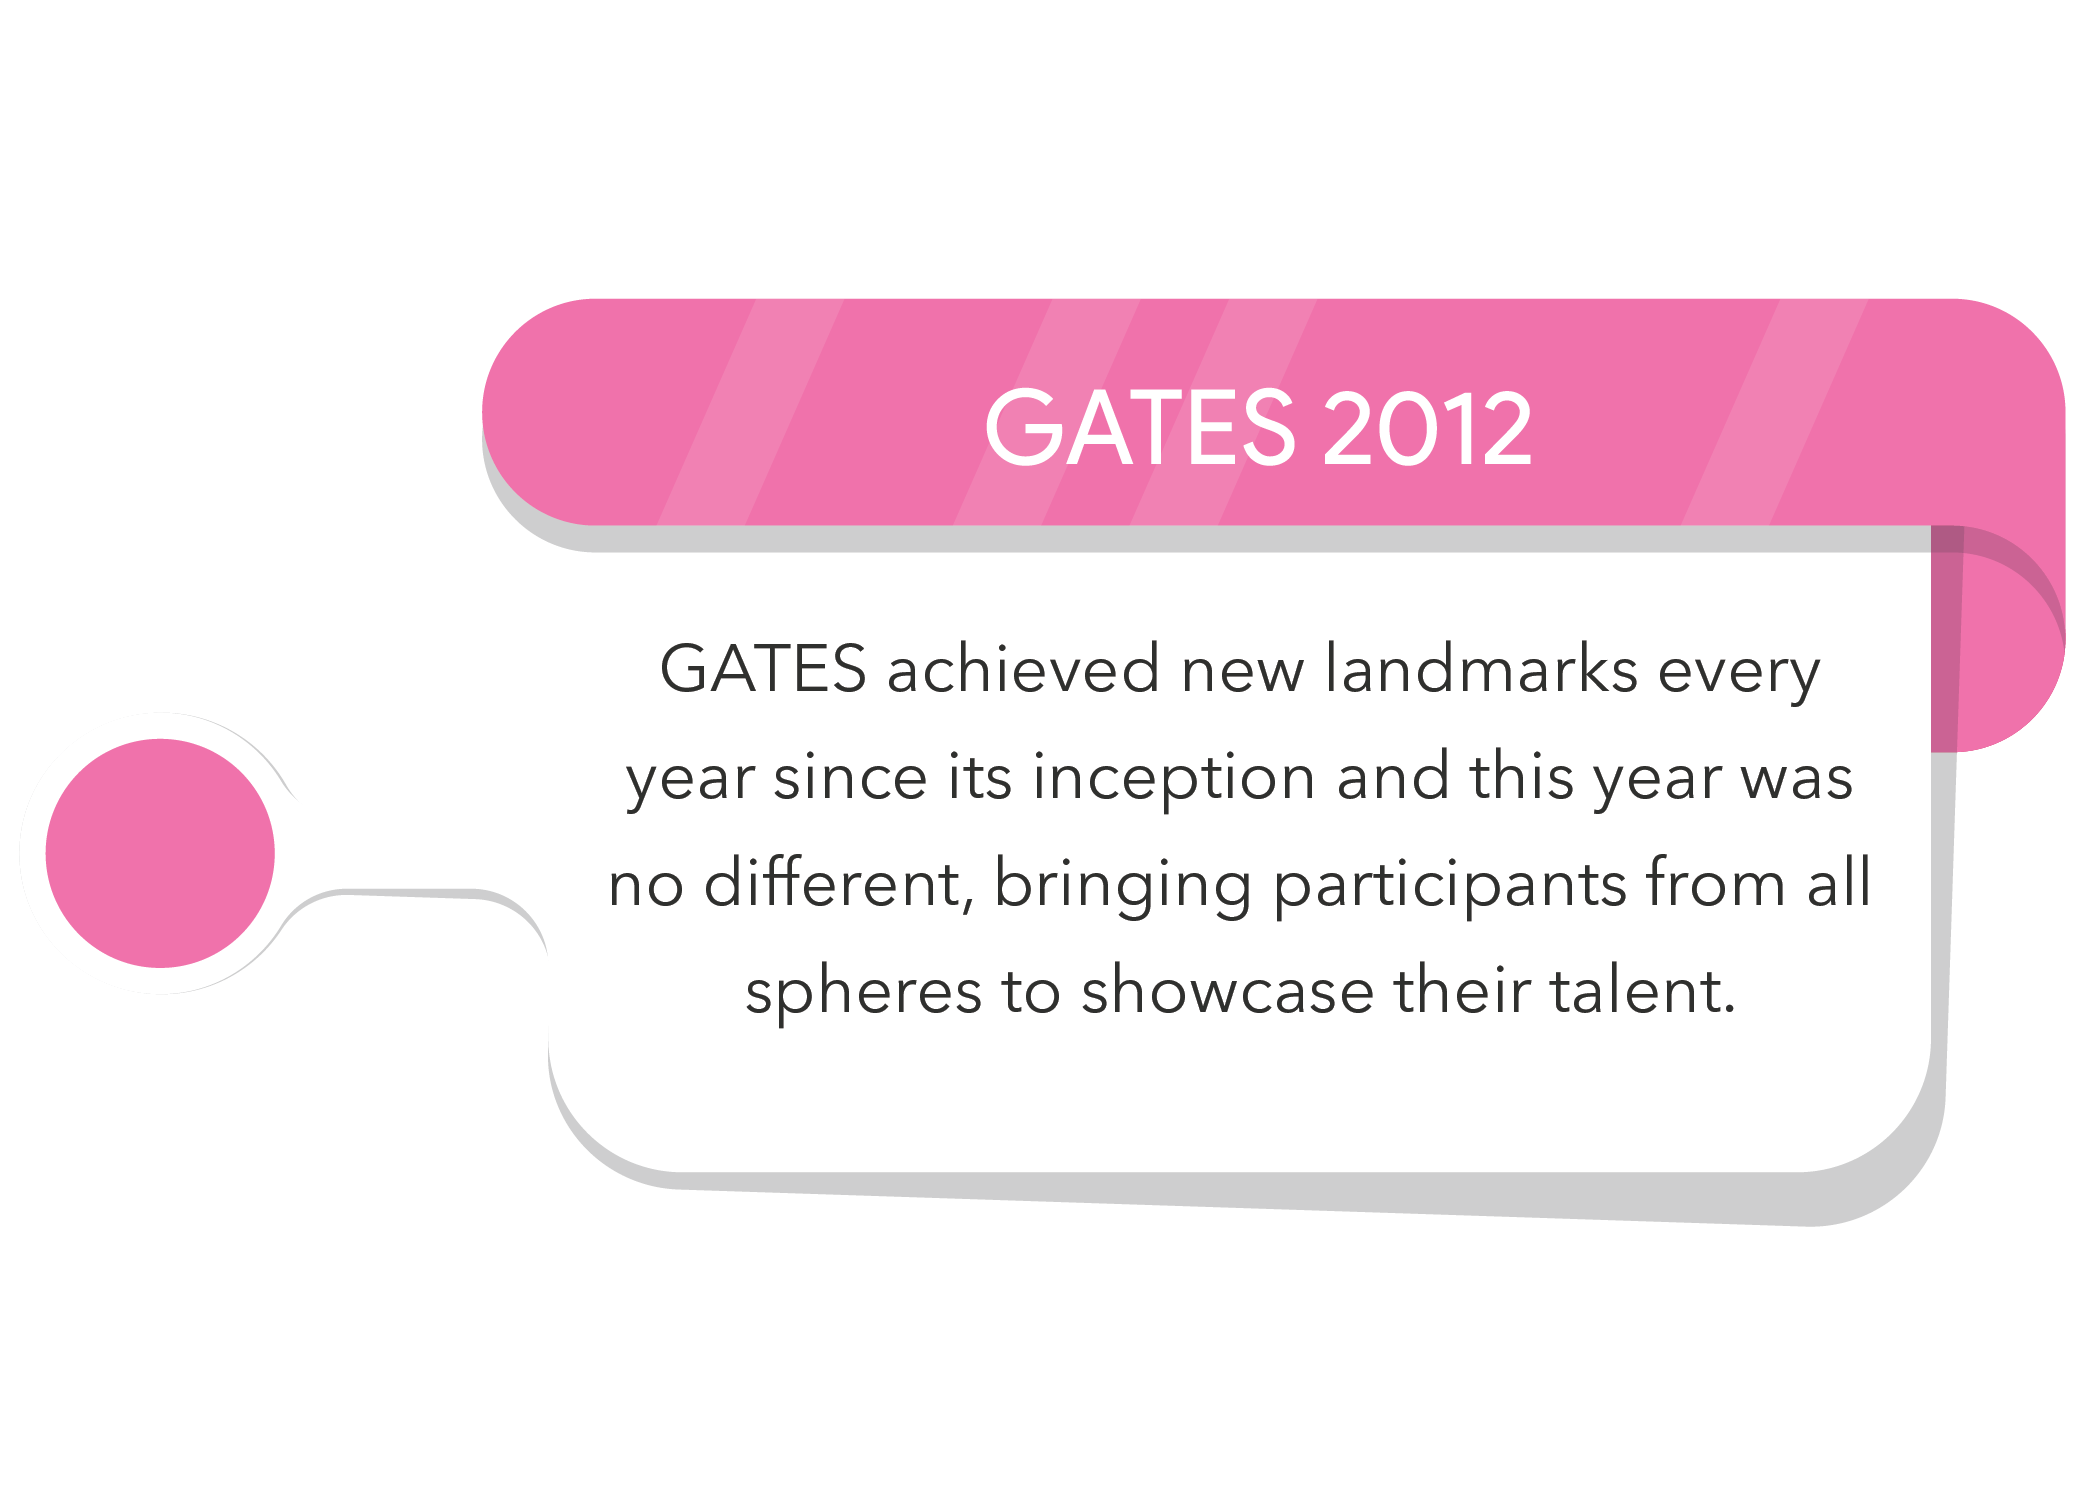 GATES 2012
GATES achieved new landmarks every
year since its inception and this year was
no different, bringing participants from all
spheres to showcase their talent.